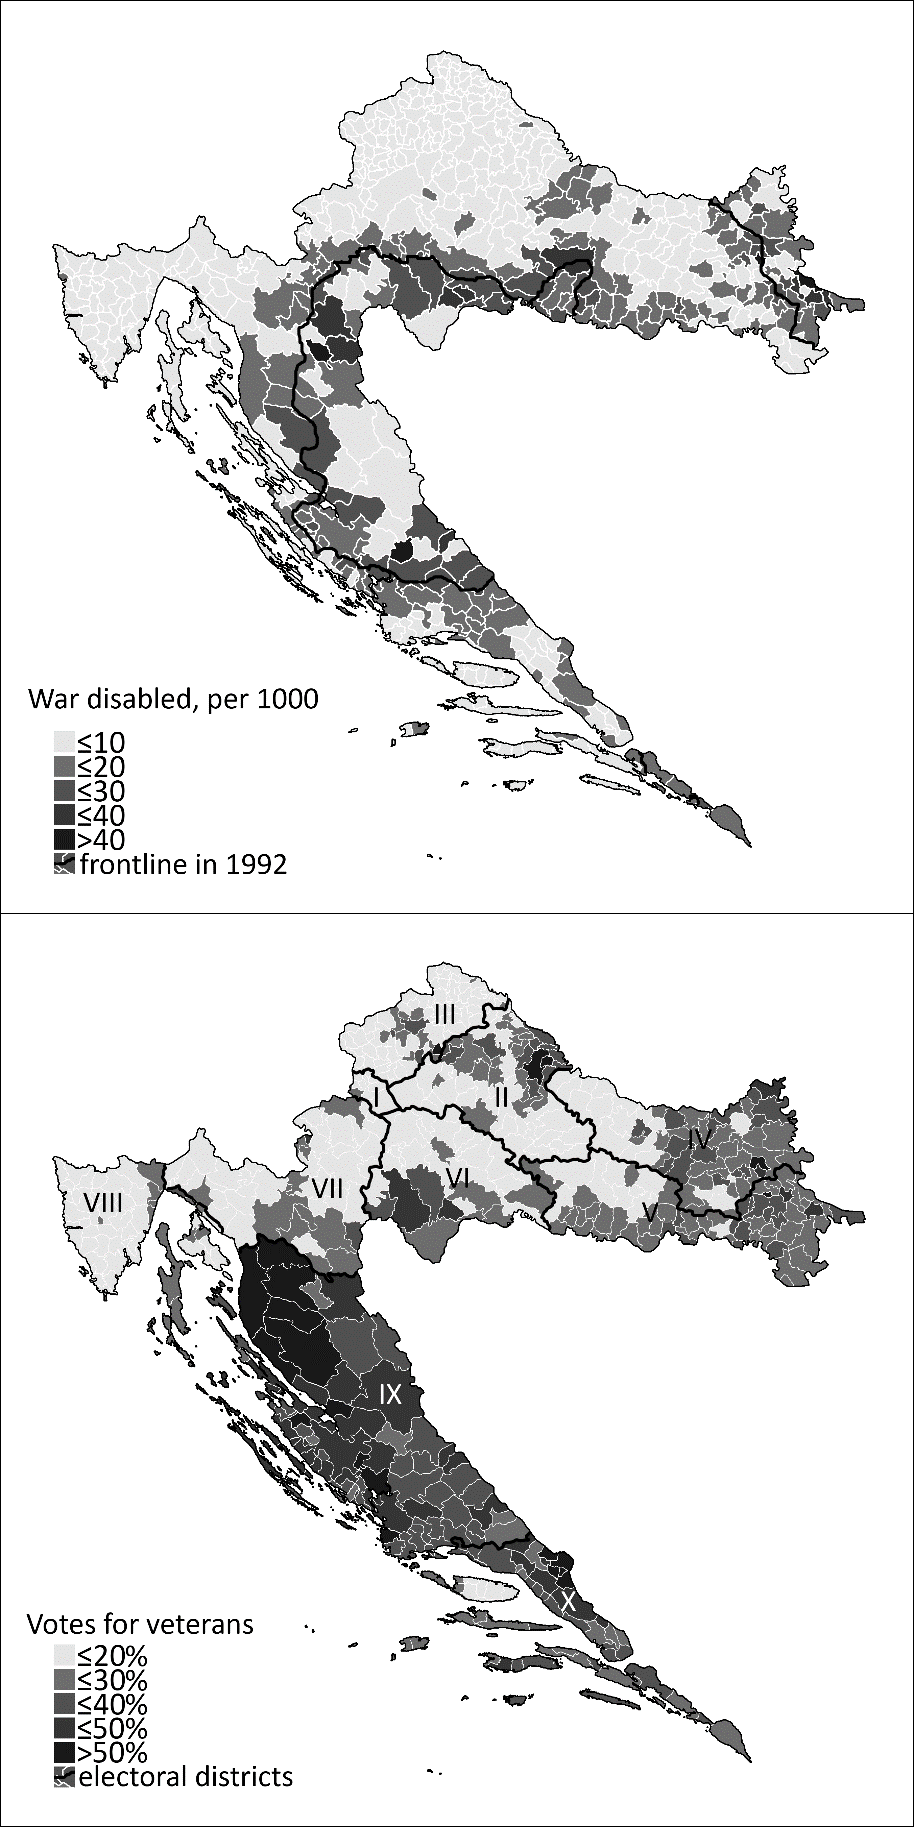 War disabled, per 1000
≤10
≤20
≤30
≤40
>40
frontline in 1992
III
I
II
IV
VIII
VII
VI
V
IX
X
Votes for veterans
≤20%
≤30%
≤40%
≤50%
>50%
electoral districts